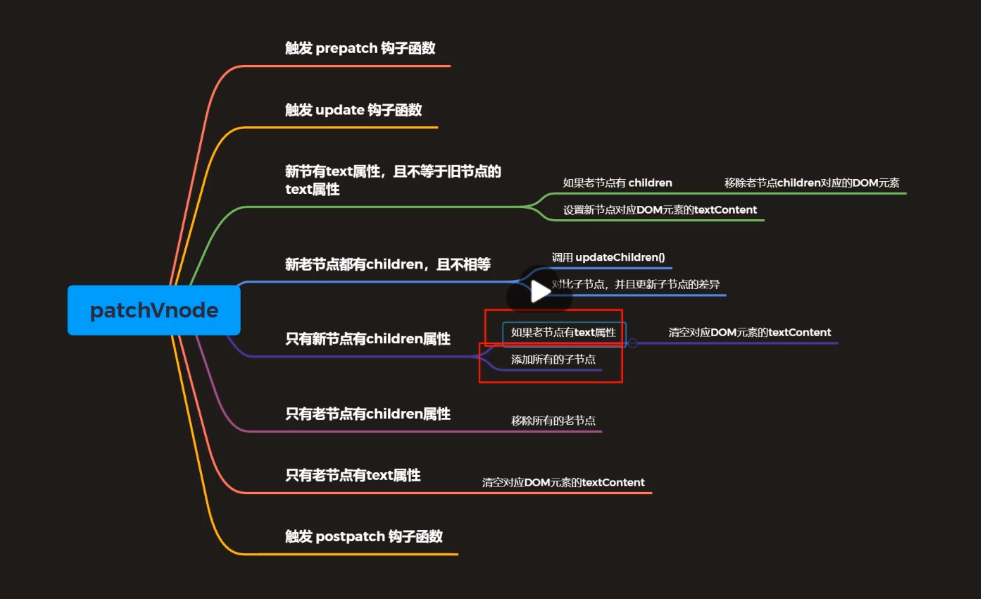 触发 prepatch 钩子函数
触发 update 钩子函数
新节有text属性，且不等于旧节点的
text属性
如果老节点有 children
移除老节点children对应的DOM元素
设置新节点对应DOM元素的textContent
新老节点都有children，且不相等
调用 updateChildren()
对比子节点，并且更新子节点的差异
patchVnode
只有新节点有children属性
如果老节点有text属性
清空对应DOM元素的textContent
添加所有的子节点
只有老节点有children属性
移除所有的老节点
只有老节点有text属性
清空对应DOM元素的textContent
触发 postpatch 钩子函数